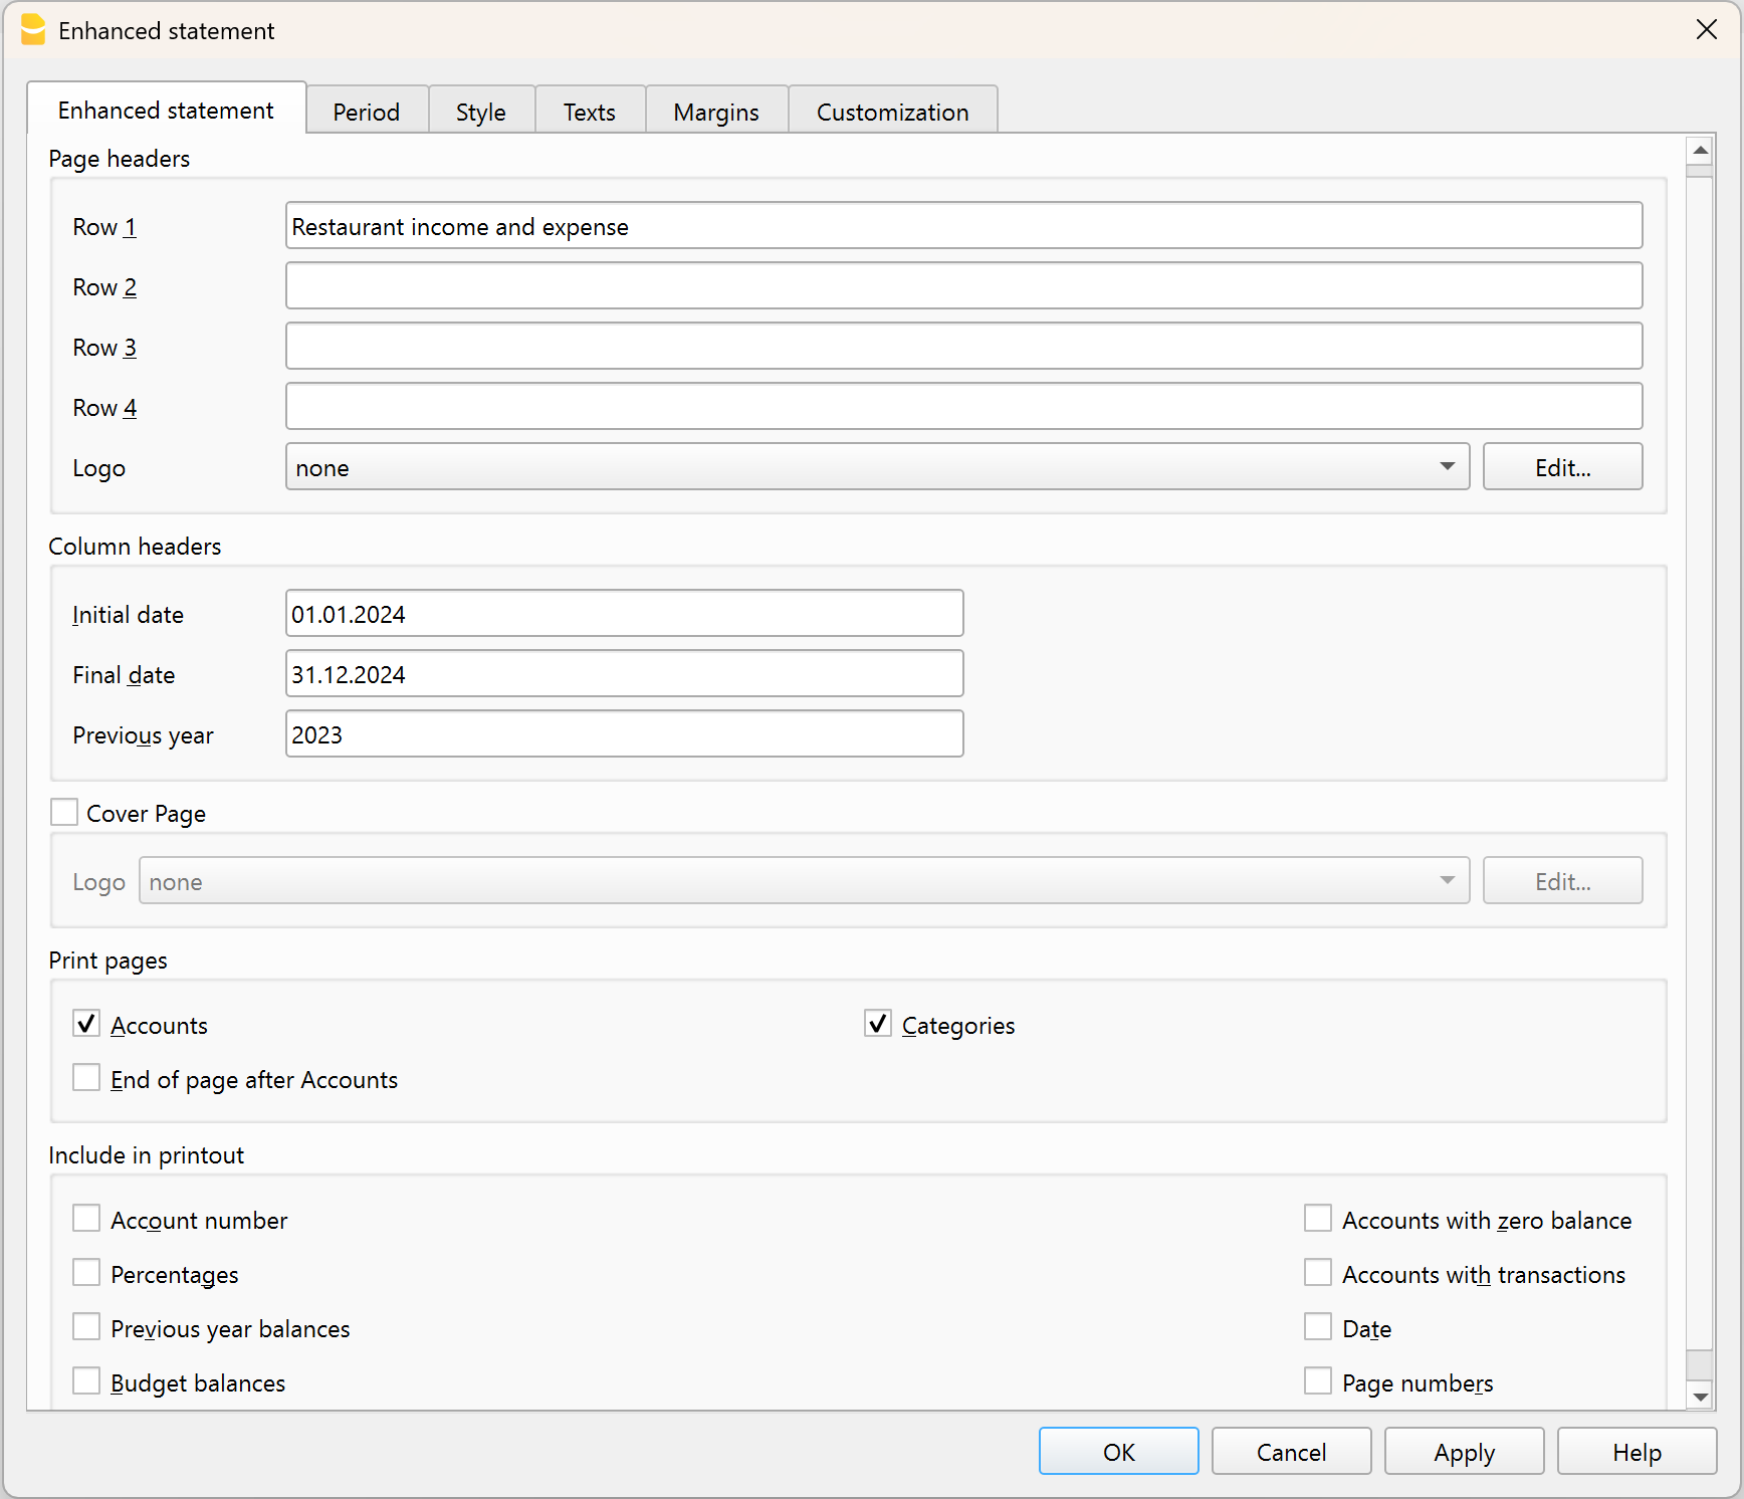 Enhanced statement
Enhanced statement Period Style Texts Margins Customization
Page headers
Row 1 Restaurant income and expense
Row 2
Row 3
Row 4
Logo none Edit...
Column headers
Initial date 01.01.2024
Final date 31.12.2024
Previous year 2023
Cover Page
Logo none Edit...
Print pages
Accounts Categories
End of page after Accounts
Include in printout
Account number Accounts with zero balance
Percentages Accounts with transactions
Previous year balances Date
Budget balances Page numbers
OK Cancel Apply Help